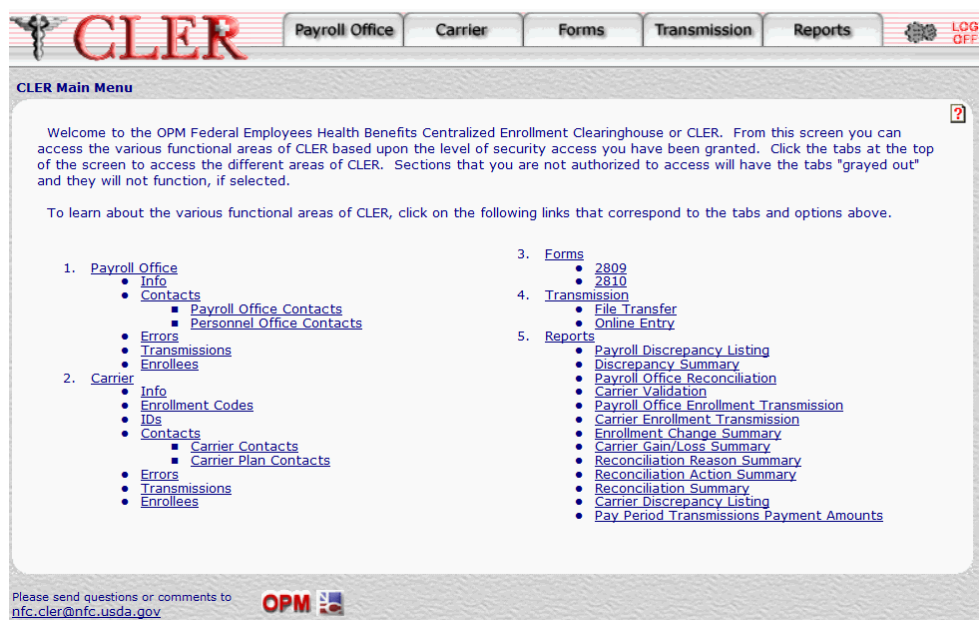 CLER
Payroll Office
Carrier
Forms
Transmission
Reports
LOG
OFF
CLER Main Menu
?
Welcome to the OPM Federal Employees Health Benefits Centralized Enrollment Clearinghouse or CLER. From this screen you can
access the various functional areas of CLER based upon the level of security access you have been granted. Click the tabs at the top
of the screen to access the different areas of CLER. Sections that you are not authorized to access will have the tabs "grayed out"
and they will not function, if selected.
To learn about the various functional areas of CLER, click on the following links that correspond to the tabs and options above.
1. Payroll Office
• Info
• Contacts
▪ Payroll Office Contacts
▪ Personnel Office Contacts
• Errors
• Transmissions
• Enrollees
2. Carrier
• Info
• Enrollment Codes
• IDs
• Contacts
▪ Carrier Contacts
▪ Carrier Plan Contacts
• Errors
• Transmissions
• Enrollees
3. Forms
• 2809
• 2810
4. Transmission
• File Transfer
• Online Entry
5. Reports
• Payroll Discrepancy Listing
• Discrepancy Summary
• Payroll Office Reconciliation
• Carrier Validation
• Payroll Office Enrollment Transmission
• Carrier Enrollment Transmission
• Enrollment Change Summary
• Carrier Gain/Loss Summary
• Reconciliation Reason Summary
• Reconciliation Action Summary
• Reconciliation Summary
• Carrier Discrepancy Listing
• Pay Period Transmissions Payment Amounts
Please send questions or comments to
nfc.cler@nfc.usda.gov
OPM